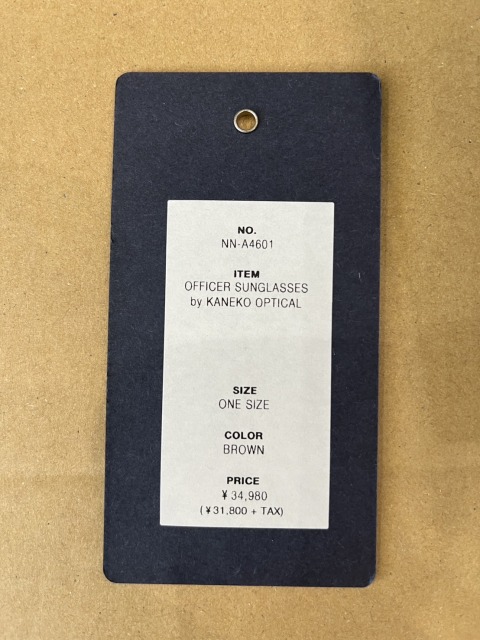 NO.
NN-A4601
ITEM
OFFICER SUNGLASSES
by KANEKO OPTICAL
SIZE
ONE SIZE
COLOR
BROWN
PRICE
¥ 34,980
(¥31,800 + TAX)